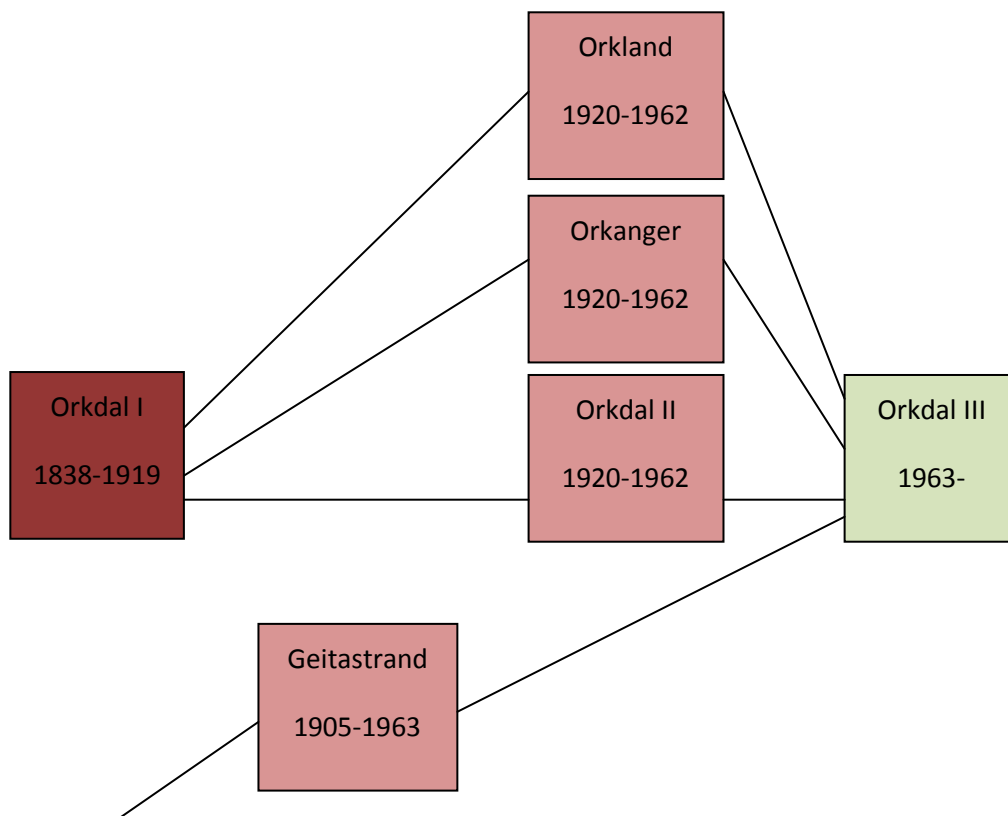 Orkland
1920-1962
Orkanger
1920-1962
Orkdal I
1838-1919
Orkdal II
1920-1962
Orkdal III
1963-
Geitastrand
1905-1963